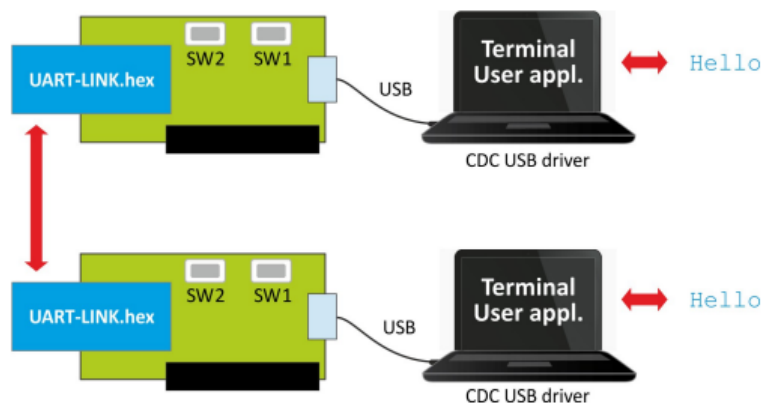 SW2 SW1
UART-LINK.hex
USB
Terminal
User appl.
Hello
CDC USB driver
SW2 SW1
UART-LINK.hex
USB
Terminal
User appl.
Hello
CDC USB driver